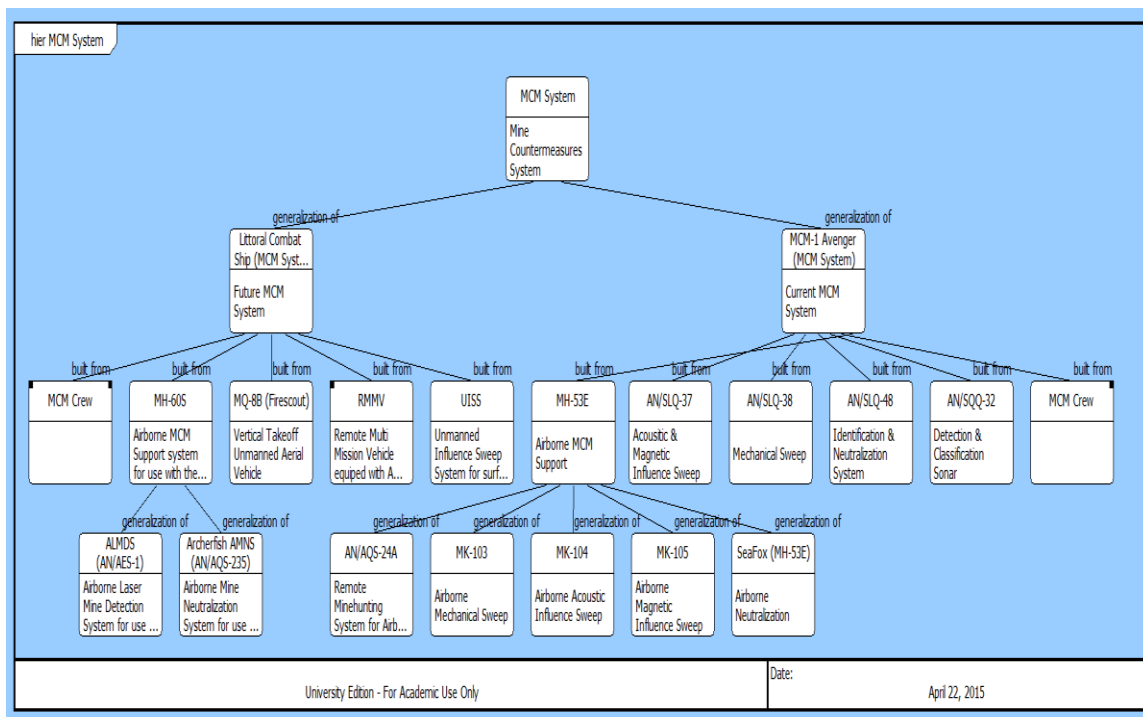 hier MCM System
MCM System
Mine
Countermeasures
System
generalization of
generalization of
Littoral Combat
Ship (MCM Syst...
Future MCM
System
MCM-1 Avenger
(MCM System)
Current MCM
System
built from
built from
built from
built from
built from
built from
built from
built from
built from
built from
built from
MCM Crew
MH-60S
Airborne MCM
Support system
for use with the...
MQ-8B (Firescout)
Vertical Takeoff
Unmanned Aerial
Vehicle
RMMV
Remote Multi
Mission Vehicle
equiped with A...
UISS
Unmanned
Influence Sweep
System for surf...
MH-53E
Airborne MCM
Support
AN/SLQ-37
Acousitic &
Magnetic
Influence Sweep
AN/SLQ-38
Mechanical Sweep
AN/SLQ-48
Identification &
Neutralization
System
AN/SQQ-32
Detection &
Classification
Sonar
MCM Crew
generalization of
generalization of
generalization of
generalization of
generalization of
generalization of
generalization of
ALMDS
(AN/AES-1)
Airborne Laser
Mine Detection
System for use ...
Archerfish AMNS
(AN/AQS-235)
Airborne Mine
Neutralization
System for use ...
AN/AQS-24A
Remote
Minehunting
System for Airb...
MK-103
Airborne
Mechanical Sweep
MK-104
Airborne Acoustic
Influence Sweep
MK-105
Airborne
Magnetic
Influence Sweep
SeaFox (MH-53E)
Airborne
Neutralization
University Edition - For Academic Use Only
Date:
April 22, 2015